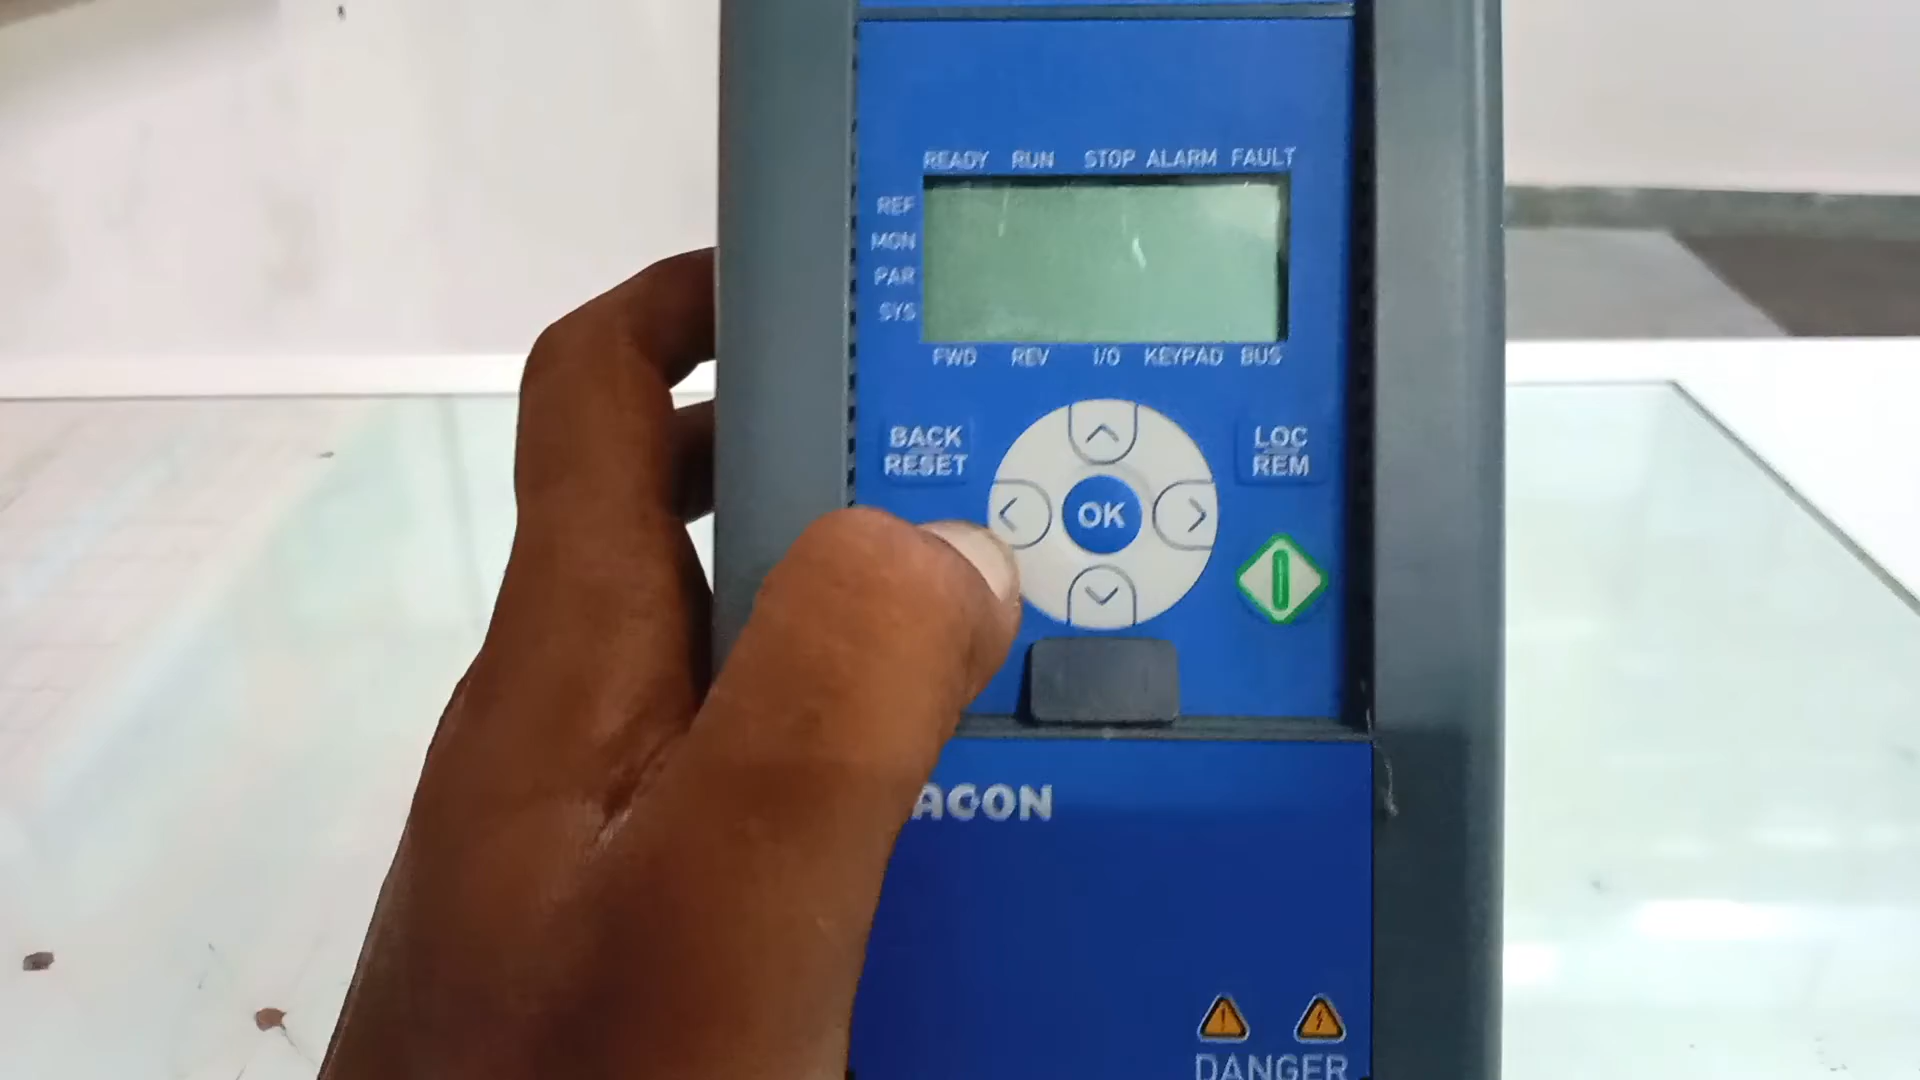 READY RUN STOP ALARM FAULT
REF
MON
PAR
SYS
FWD REV I/O KEYPAD BUS
BACK
RESET
LOC
REM
OK
ACON
DANGER